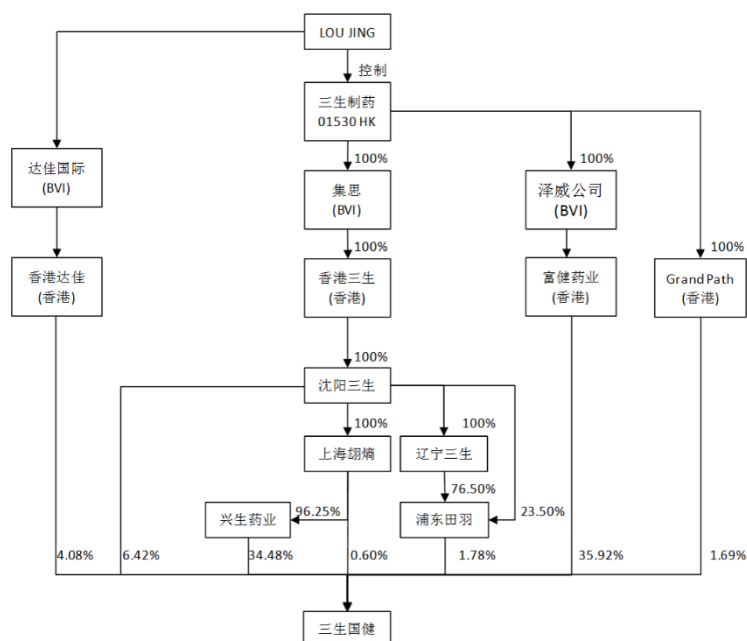 LOU JING
控制
三生制药
01530 HK
100%
100%
100%
达佳国际
(BVI)
集思
(BVI)
泽威公司
(BVI)
100%
香港达佳
(香港)
香港三生
(香港)
富健药业
(香港)
Grand Path
(香港)
100%
沈阳三生
100%
100%
上海翃熵
辽宁三生
76.50%
96.25%
23.50%
兴生药业
浦东田羽
4.08%
6.42%
34.48%
0.60%
1.78%
35.92%
1.69%
三生国健